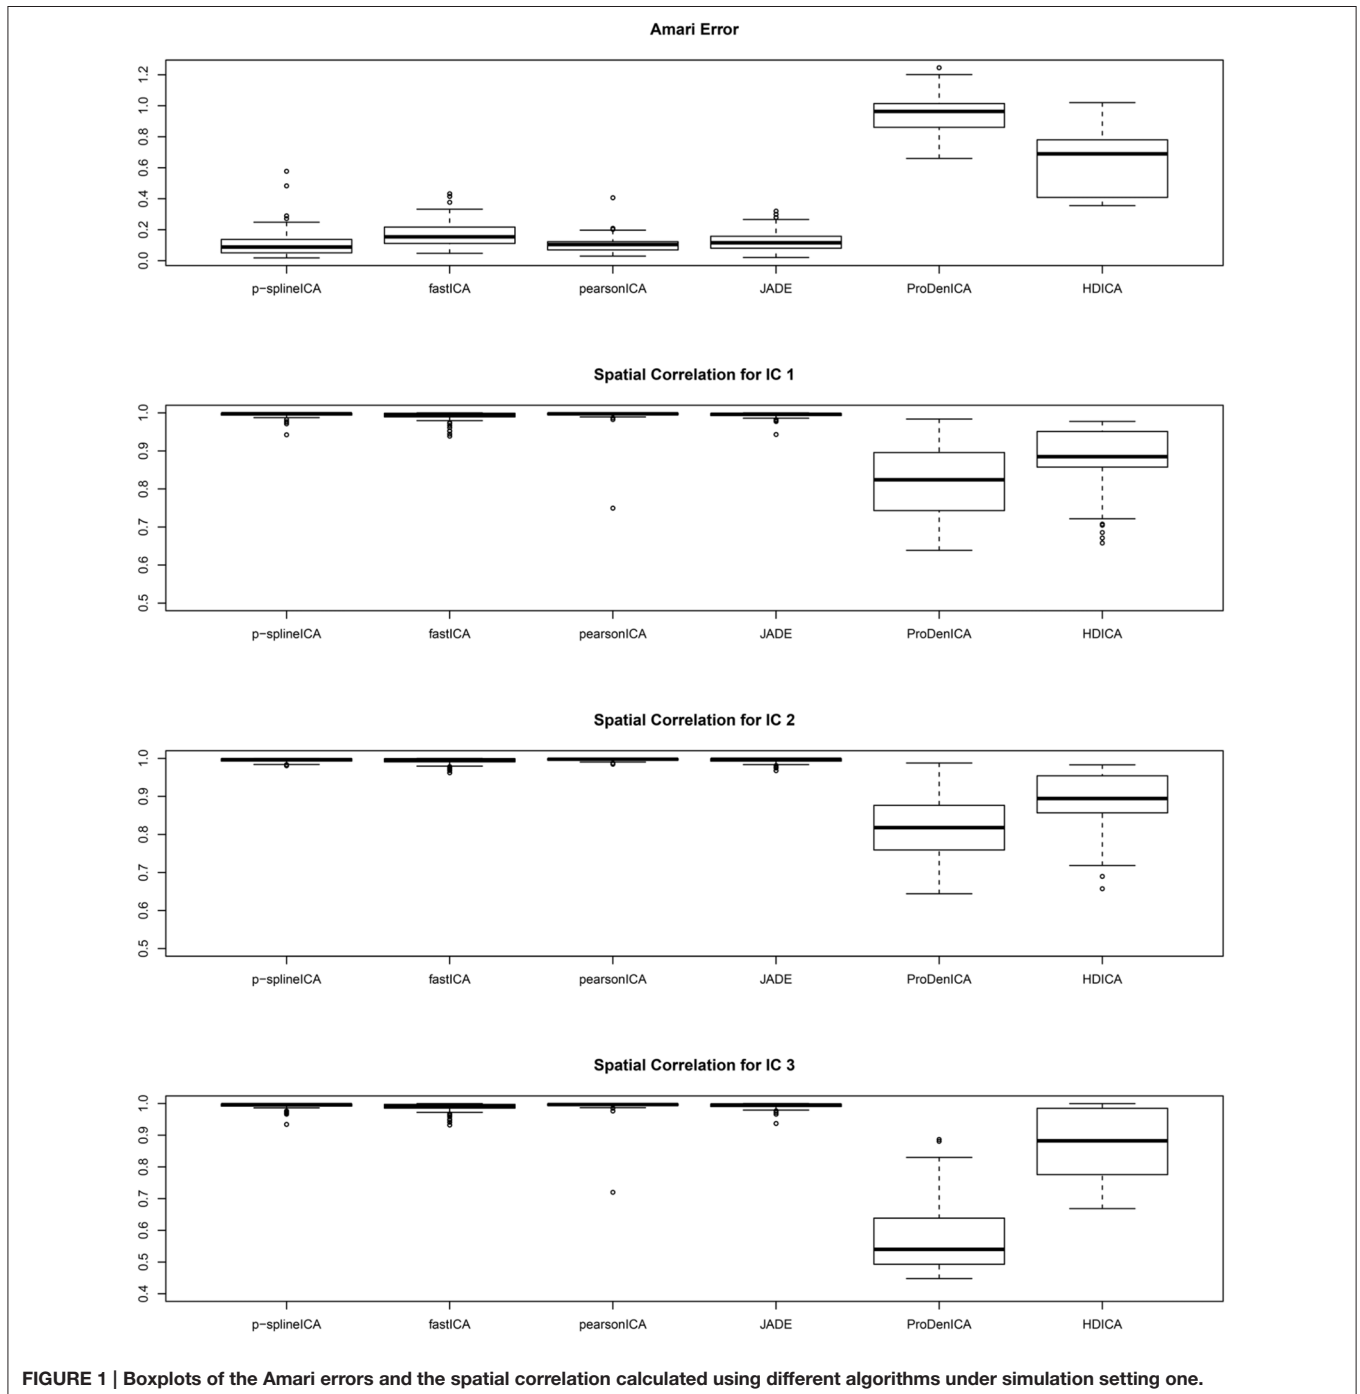 Amari Error
1.2
1.0
0.8
0.6
0.4
0.2
0.0
p-splineICA fastICA pearsonICA JADE ProDenICA HDICA
Spatial Correlation for IC 1
1.0
0.9
0.8
0.7
0.6
0.5
p-splineICA fastICA pearsonICA JADE ProDenICA HDICA
Spatial Correlation for IC 2
1.0
0.9
0.8
0.7
0.6
0.5
p-splineICA fastICA pearsonICA JADE ProDenICA HDICA
Spatial Correlation for IC 3
1.0
0.9
0.8
0.7
0.6
0.5
0.4
p-splineICA fastICA pearsonICA JADE ProDenICA HDICA
FIGURE 1 | Boxplots of the Amari errors and the spatial correlation calculated using different algorithms under simulation setting one.